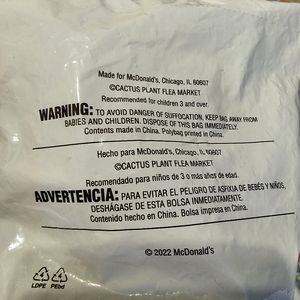 Made for McDonald's, Chicago, IL 60607
©CACTUS PLANT FLEA MARKET
Recommended for children 3 and over.
WARNING: TO AVOID DANGER OF SUFFOCATION, KEEP BAG AWAY FROM
BABIES AND CHILDREN. DISPOSE OF THIS BAG IMMEDIATELY.
Contents made in China. Polybag printed in China.
Hecho para McDonald's, Chicago, IL 60607
©CACTUS PLANT FLEA MARKET
Recomendado para niños de 3 o más años de edad.
ADVERTENCIA: PARA EVITAR EL PELIGRO DE ASFIXIA DE BEBÉS Y NIÑOS,
DESHÁGASE DE ESTA BOLSA INMEDIATAMENTE.
Contenido hecho en China. Bolsa impresa en China.
© 2022 McDonald's
4 4
LDPE PEbd